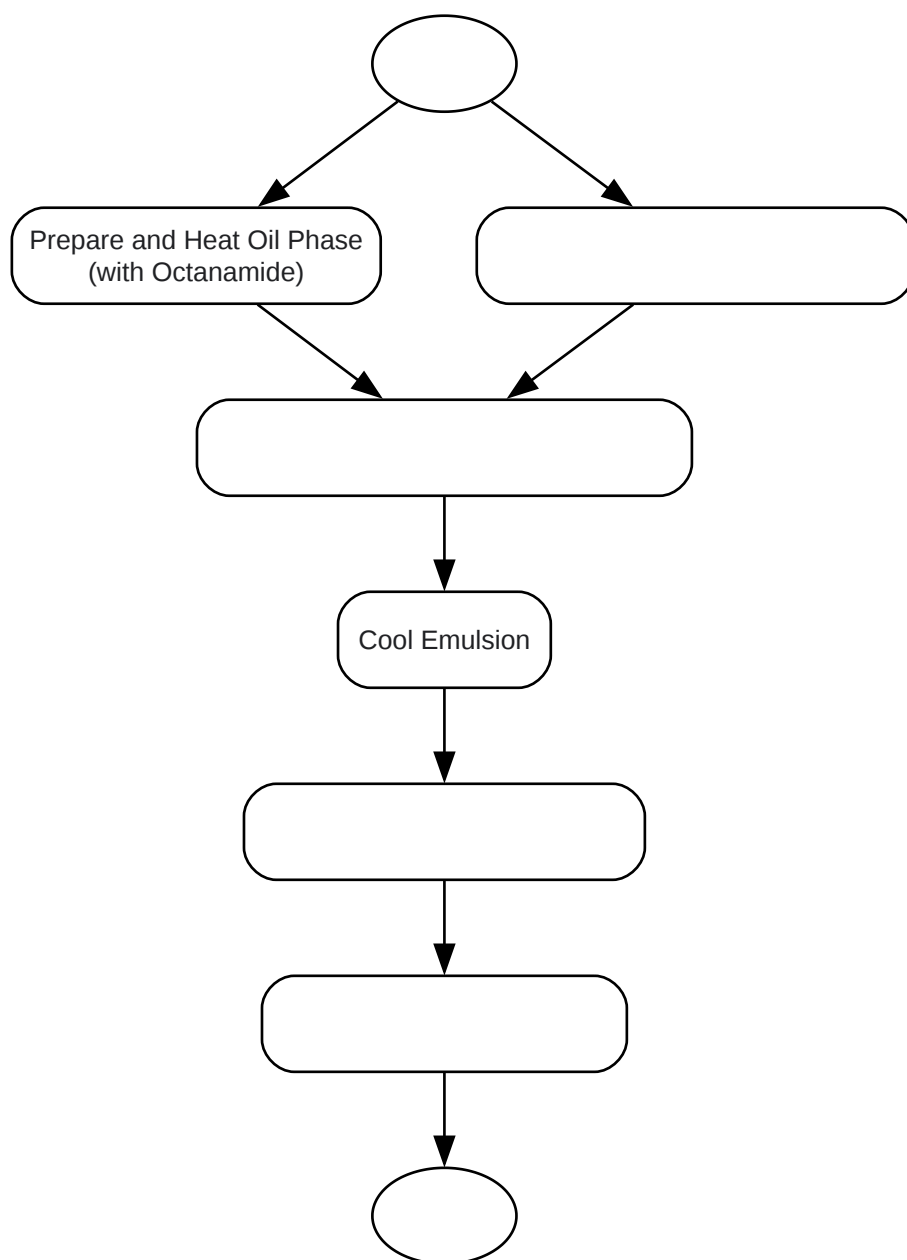 Prepare and Heat Oil Phase
(with Octanamide)
Cool Emulsion